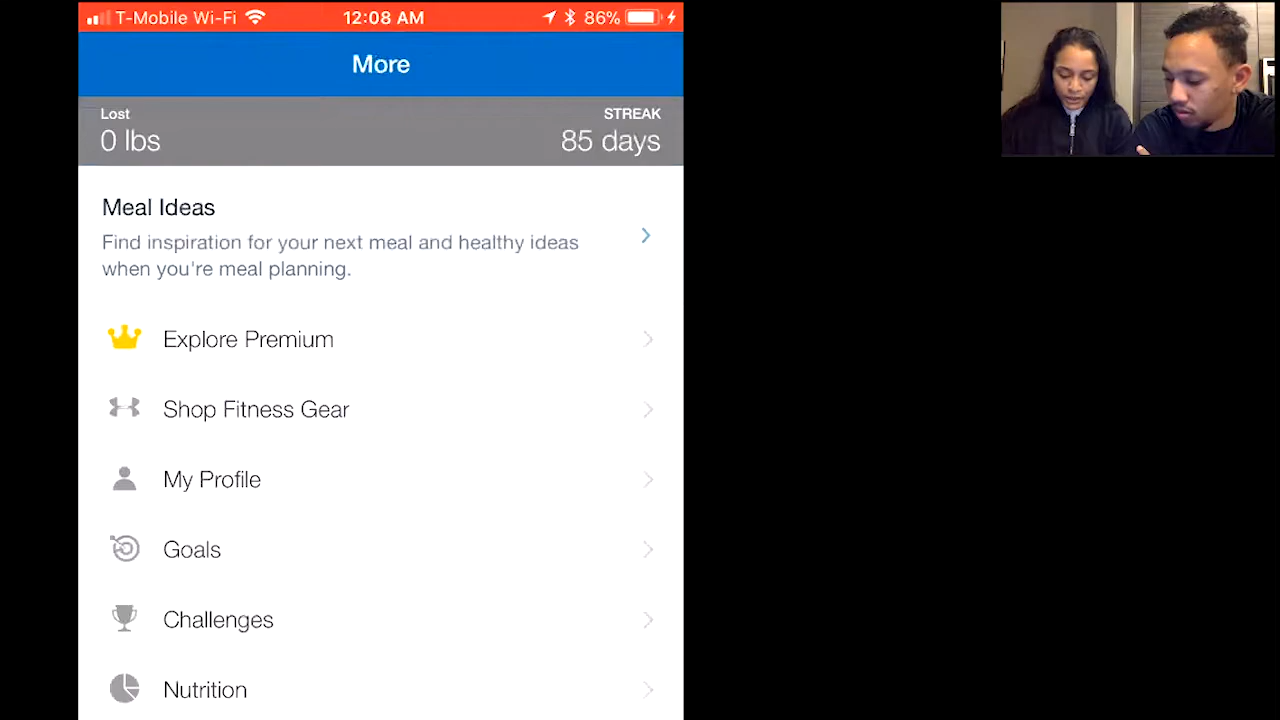 T-Mobile Wi-Fi 12:08 AM 86%
More
Lost STREAK
0 lbs 85 days
Meal Ideas
Find inspiration for your next meal and healthy ideas
when you're meal planning.
Explore Premium
Shop Fitness Gear
My Profile
Goals
Challenges
Nutrition